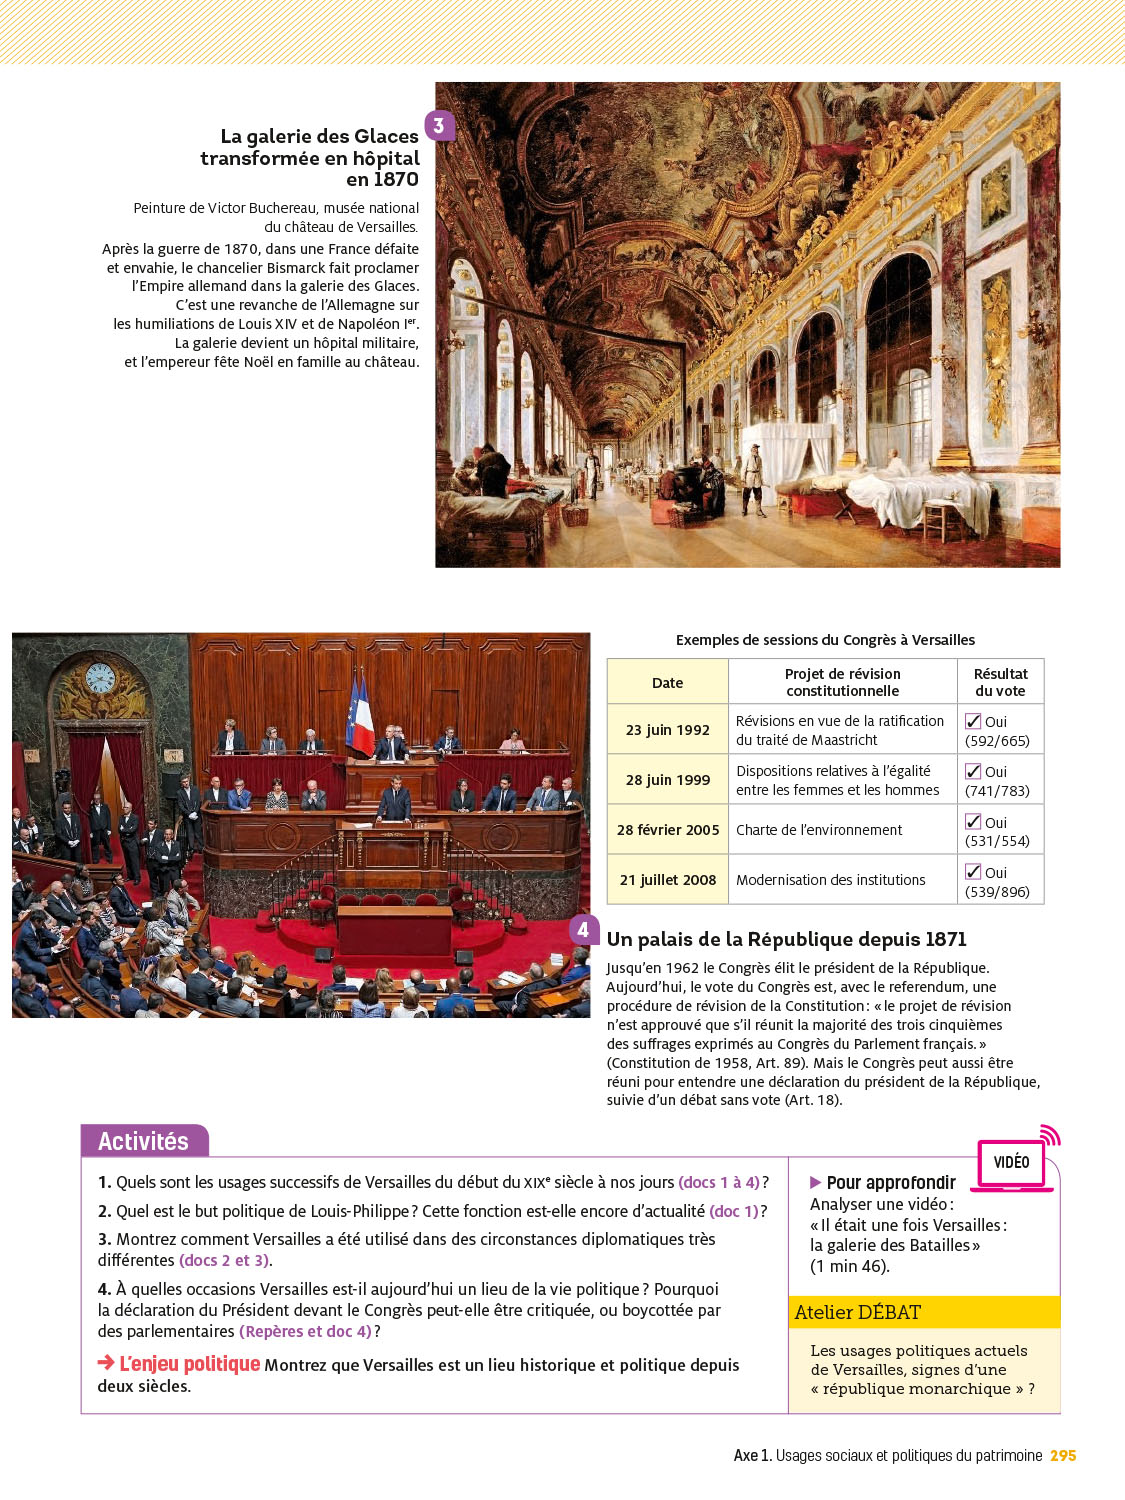 3
La galerie des Glaces
transformée en hôpital
en 1870
Peinture de Victor Buchereau, musée national
du château de Versailles.
Après la guerre de 1870, dans une France défaite
et envahie, le chancelier Bismarck fait proclamer
l’Empire allemand dans la galerie des Glaces.
C’est une revanche de l’Allemagne sur
les humiliations de Louis XIV et de Napoléon Ier.
La galerie devient un hôpital militaire,
et l’empereur fête Noël en famille au château.
Exemples de sessions du Congrès à Versailles
Date
Projet de révision
constitutionnelle
Résultat
du vote
23 juin 1992
Révisions en vue de la ratification
du traité de Maastricht
Oui
(592/665)
28 juin 1999
Dispositions relatives à l’égalité
entre les femmes et les hommes
Oui
(741/783)
28 février 2005
Charte de l’environnement
Oui
(531/554)
21 juillet 2008
Modernisation des institutions
Oui
(539/896)
4
Un palais de la République depuis 1871
Jusqu’en 1962 le Congrès élit le président de la République.
Aujourd’hui, le vote du Congrès est, avec le referendum, une
procédure de révision de la Constitution : « le projet de révision
n’est approuvé que s’il réunit la majorité des trois cinquièmes
des suffrages exprimés au Congrès du Parlement français. »
(Constitution de 1958, Art. 89). Mais le Congrès peut aussi être
réuni pour entendre une déclaration du président de la République,
suivie d’un débat sans vote (Art. 18).
Activités
1. Quels sont les usages successifs de Versailles du début du XIXe siècle à nos jours (docs 1 à 4) ?
2. Quel est le but politique de Louis-Philippe ? Cette fonction est-elle encore d’actualité (doc 1) ?
3. Montrez comment Versailles a été utilisé dans des circonstances diplomatiques très
différentes (docs 2 et 3).
4. À quelles occasions Versailles est-il aujourd’hui un lieu de la vie politique ? Pourquoi
la déclaration du Président devant le Congrès peut-elle être critiquée, ou boycottée par
des parlementaires (Repères et doc 4) ?
➔ L’enjeu politique Montrez que Versailles est un lieu historique et politique depuis
deux siècles.
VIDÉO
▶ Pour approfondir
Analyser une vidéo :
« Il était une fois Versailles :
la galerie des Batailles »
(1 min 46).
Atelier DÉBAT
Les usages politiques actuels
de Versailles, signes d’une
« république monarchique » ?
Axe 1. Usages sociaux et politiques du patrimoine 295